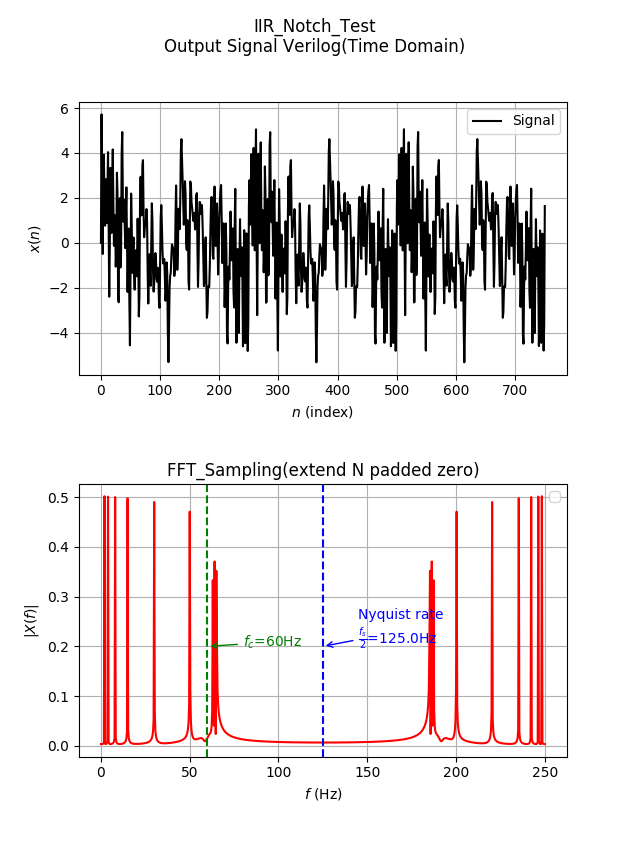 IIR_Notch_Test
Output Signal Verilog(Time Domain)
6
4
2
0
−2
−4
x(n)
Signal
0 100 200 300 400 500 600 700
n (index)
FFT_Sampling(extend N padded zero)
0.5
0.4
0.3
0.2
0.1
0.0
|X(f)|
Nyquist rate
f_c=60Hz
f_s/2=125.0Hz
0 50 100 150 200 250
f (Hz)